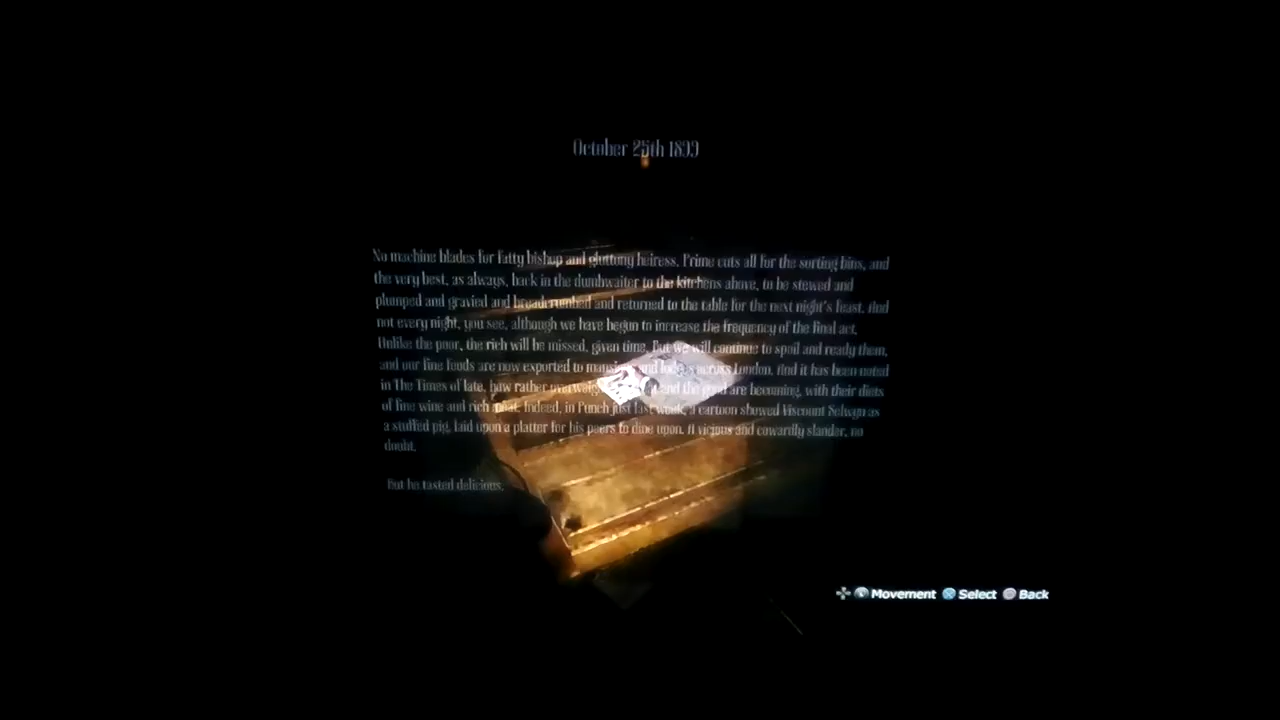 October 25th 1899
No machine blades for fatty bishop and gluttony heiress. Prime cuts all for the sorting bins, and
the very best, as always, back in the dumbwaiter to the kitchens above, to be stewed and
plumped and gravied and breadcrumbed and returned to the table for the next night's feast. And
not every night, you see, although we have begun to increase the frequency of the final act.
Unlike the poor, the rich will be missed, given time. But we will continue to spoil and ready them,
and our fine foods are now exported to mansions and lodges across London. And it has been noted
in The Times of late, how rather overweight and the good are becoming, with their diets
of fine wine and rich meat. Indeed, in Punch just last week, a cartoon showed Viscount Selwyn as
a stuffed pig, laid upon a platter for his peers to dine upon. A vicious and cowardly slander, no
doubt.
But he tasted delicious.
Movement Select Back